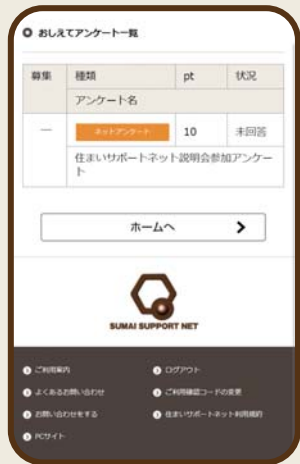 おしえてアンケート一覧
募集 種類 pt 状況
アンケート名
― ネットアンケート 10 未回答
住まいサポートネット説明会参加アンケー
ト
ホームへ
SUMAI SUPPORT NET
ご利用案内 ログアウト
よくあるお問い合わせ ご利用確認コードの変更
お問い合わせをする 住まいサポートネット利用規約
PCサイト